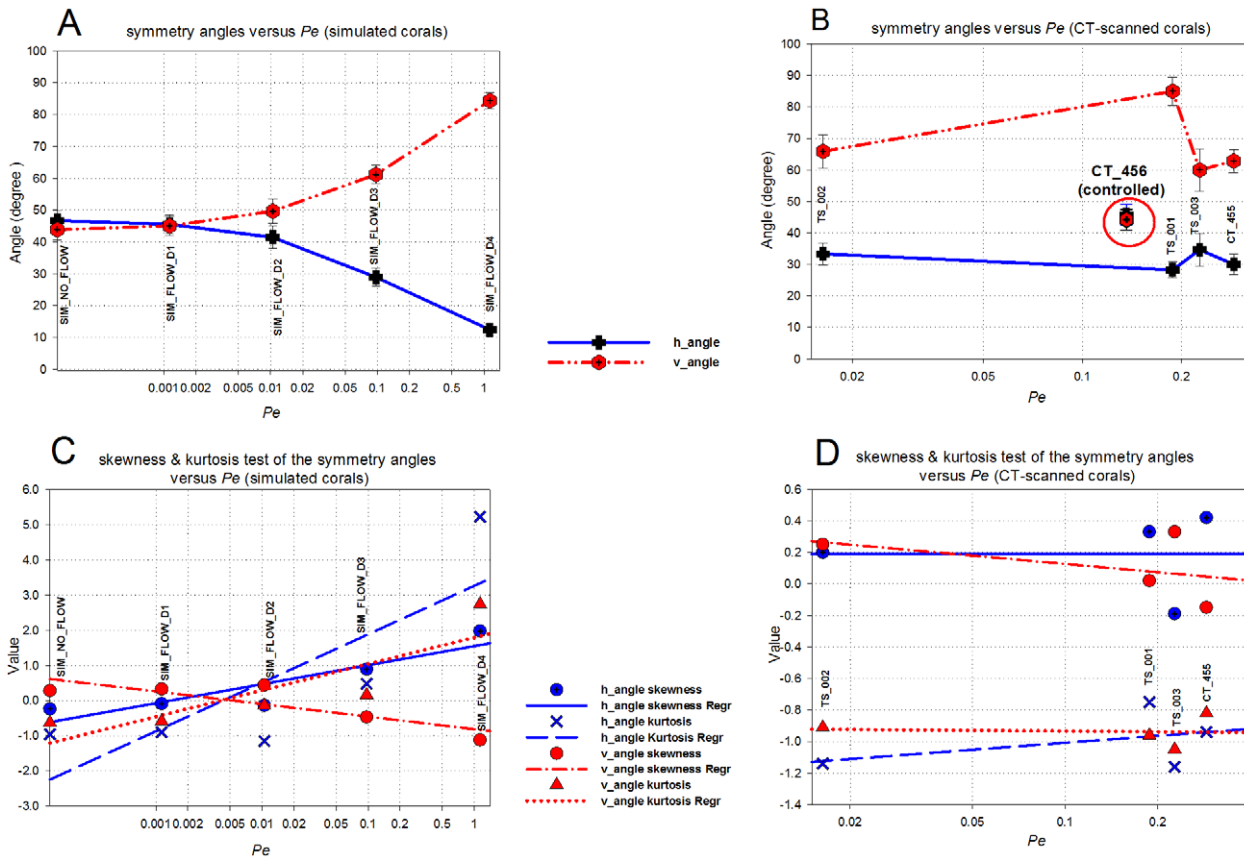 A
symmetry angles versus Pe (simulated corals)
Angle (degree)
100
90
80
70
60
50
40
30
20
10
0
SIM_NO_FLOW
SIM_FLOW_D1
SIM_FLOW_D2
SIM_FLOW_D3
SIM_FLOW_D4
0.001 0.002 0.005 0.01 0.02 0.05 0.1 0.2 0.5 1
Pe
h_angle
v_angle
B
symmetry angles versus Pe (CT-scanned corals)
Angle (degree)
100
90
80
70
60
50
40
30
20
10
0
TS_002
CT_456
(controlled)
TS_001
TS_003
CT_455
0.02 0.05 0.1 0.2
Pe
C
skewness & kurtosis test of the symmetry angles
versus Pe (simulated corals)
Value
6.0
5.0
4.0
3.0
2.0
1.0
0.0
-1.0
-2.0
-3.0
SIM_NO_FLOW
SIM_FLOW_D1
SIM_FLOW_D2
SIM_FLOW_D3
SIM_FLOW_D4
0.001 0.002 0.005 0.01 0.02 0.05 0.1 0.2 0.5 1
Pe
h_angle skewness
h_angle skewness Regr
h_angle kurtosis
h_angle Kurtosis Regr
v_angle skewness
v_angle skewness Regr
v_angle kurtosis
v_angle kurtosis Regr
D
skewness & kurtosis test of the symmetry angles
versus Pe (CT-scanned corals)
Value
0.6
0.4
0.2
0.0
-0.2
-0.4
-0.6
-0.8
-1.0
-1.2
-1.4
TS_002
TS_001
TS_003
CT_455
0.02 0.05 0.1 0.2
Pe